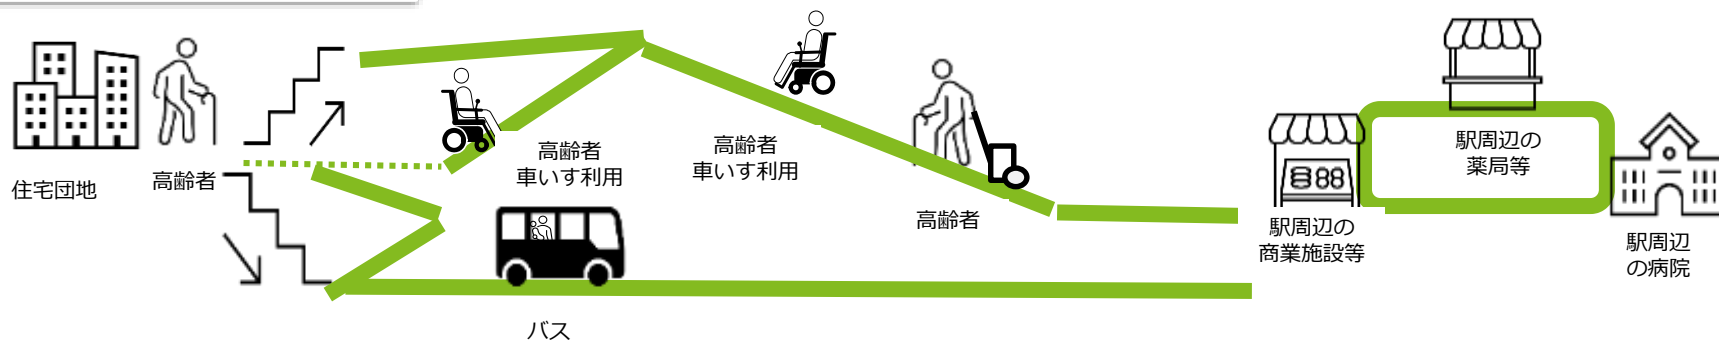 住宅団地
高齢者
高齢者
車いす利用
バス
高齢者
車いす利用
高齢者
88
駅周辺の
商業施設等
駅周辺の
薬局等
駅周辺
の病院